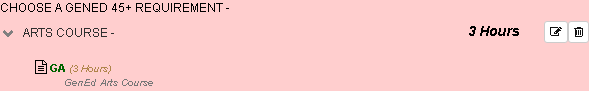 CHOOSE A GENED 45+ REQUIREMENT -
ARTS COURSE - 3 Hours
GA (3 Hours)
GenEd Arts Course